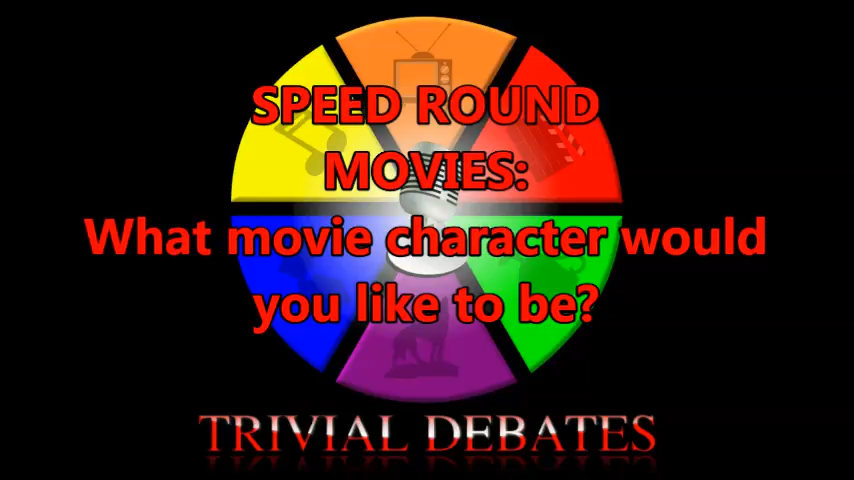 SPEED ROUND
MOVIES:
What movie character would
you like to be?
TRIVIAL DEBATES